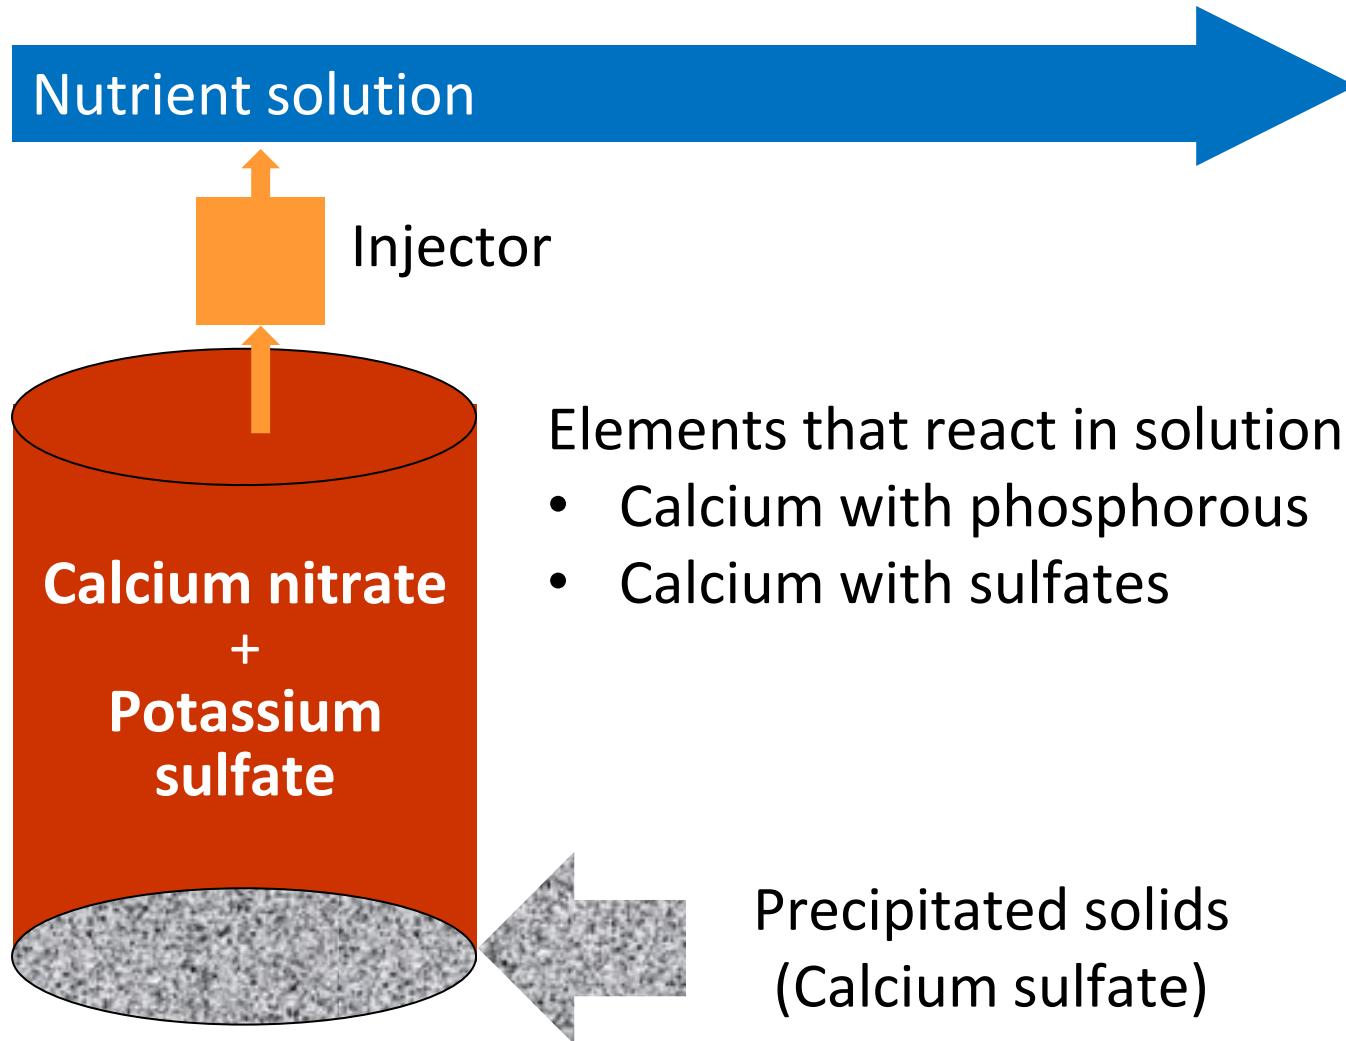 Nutrient solution
Injector
Elements that react in solution
• Calcium with phosphorous
• Calcium with sulfates
Calcium nitrate
+
Potassium
sulfate
Precipitated solids
(Calcium sulfate)